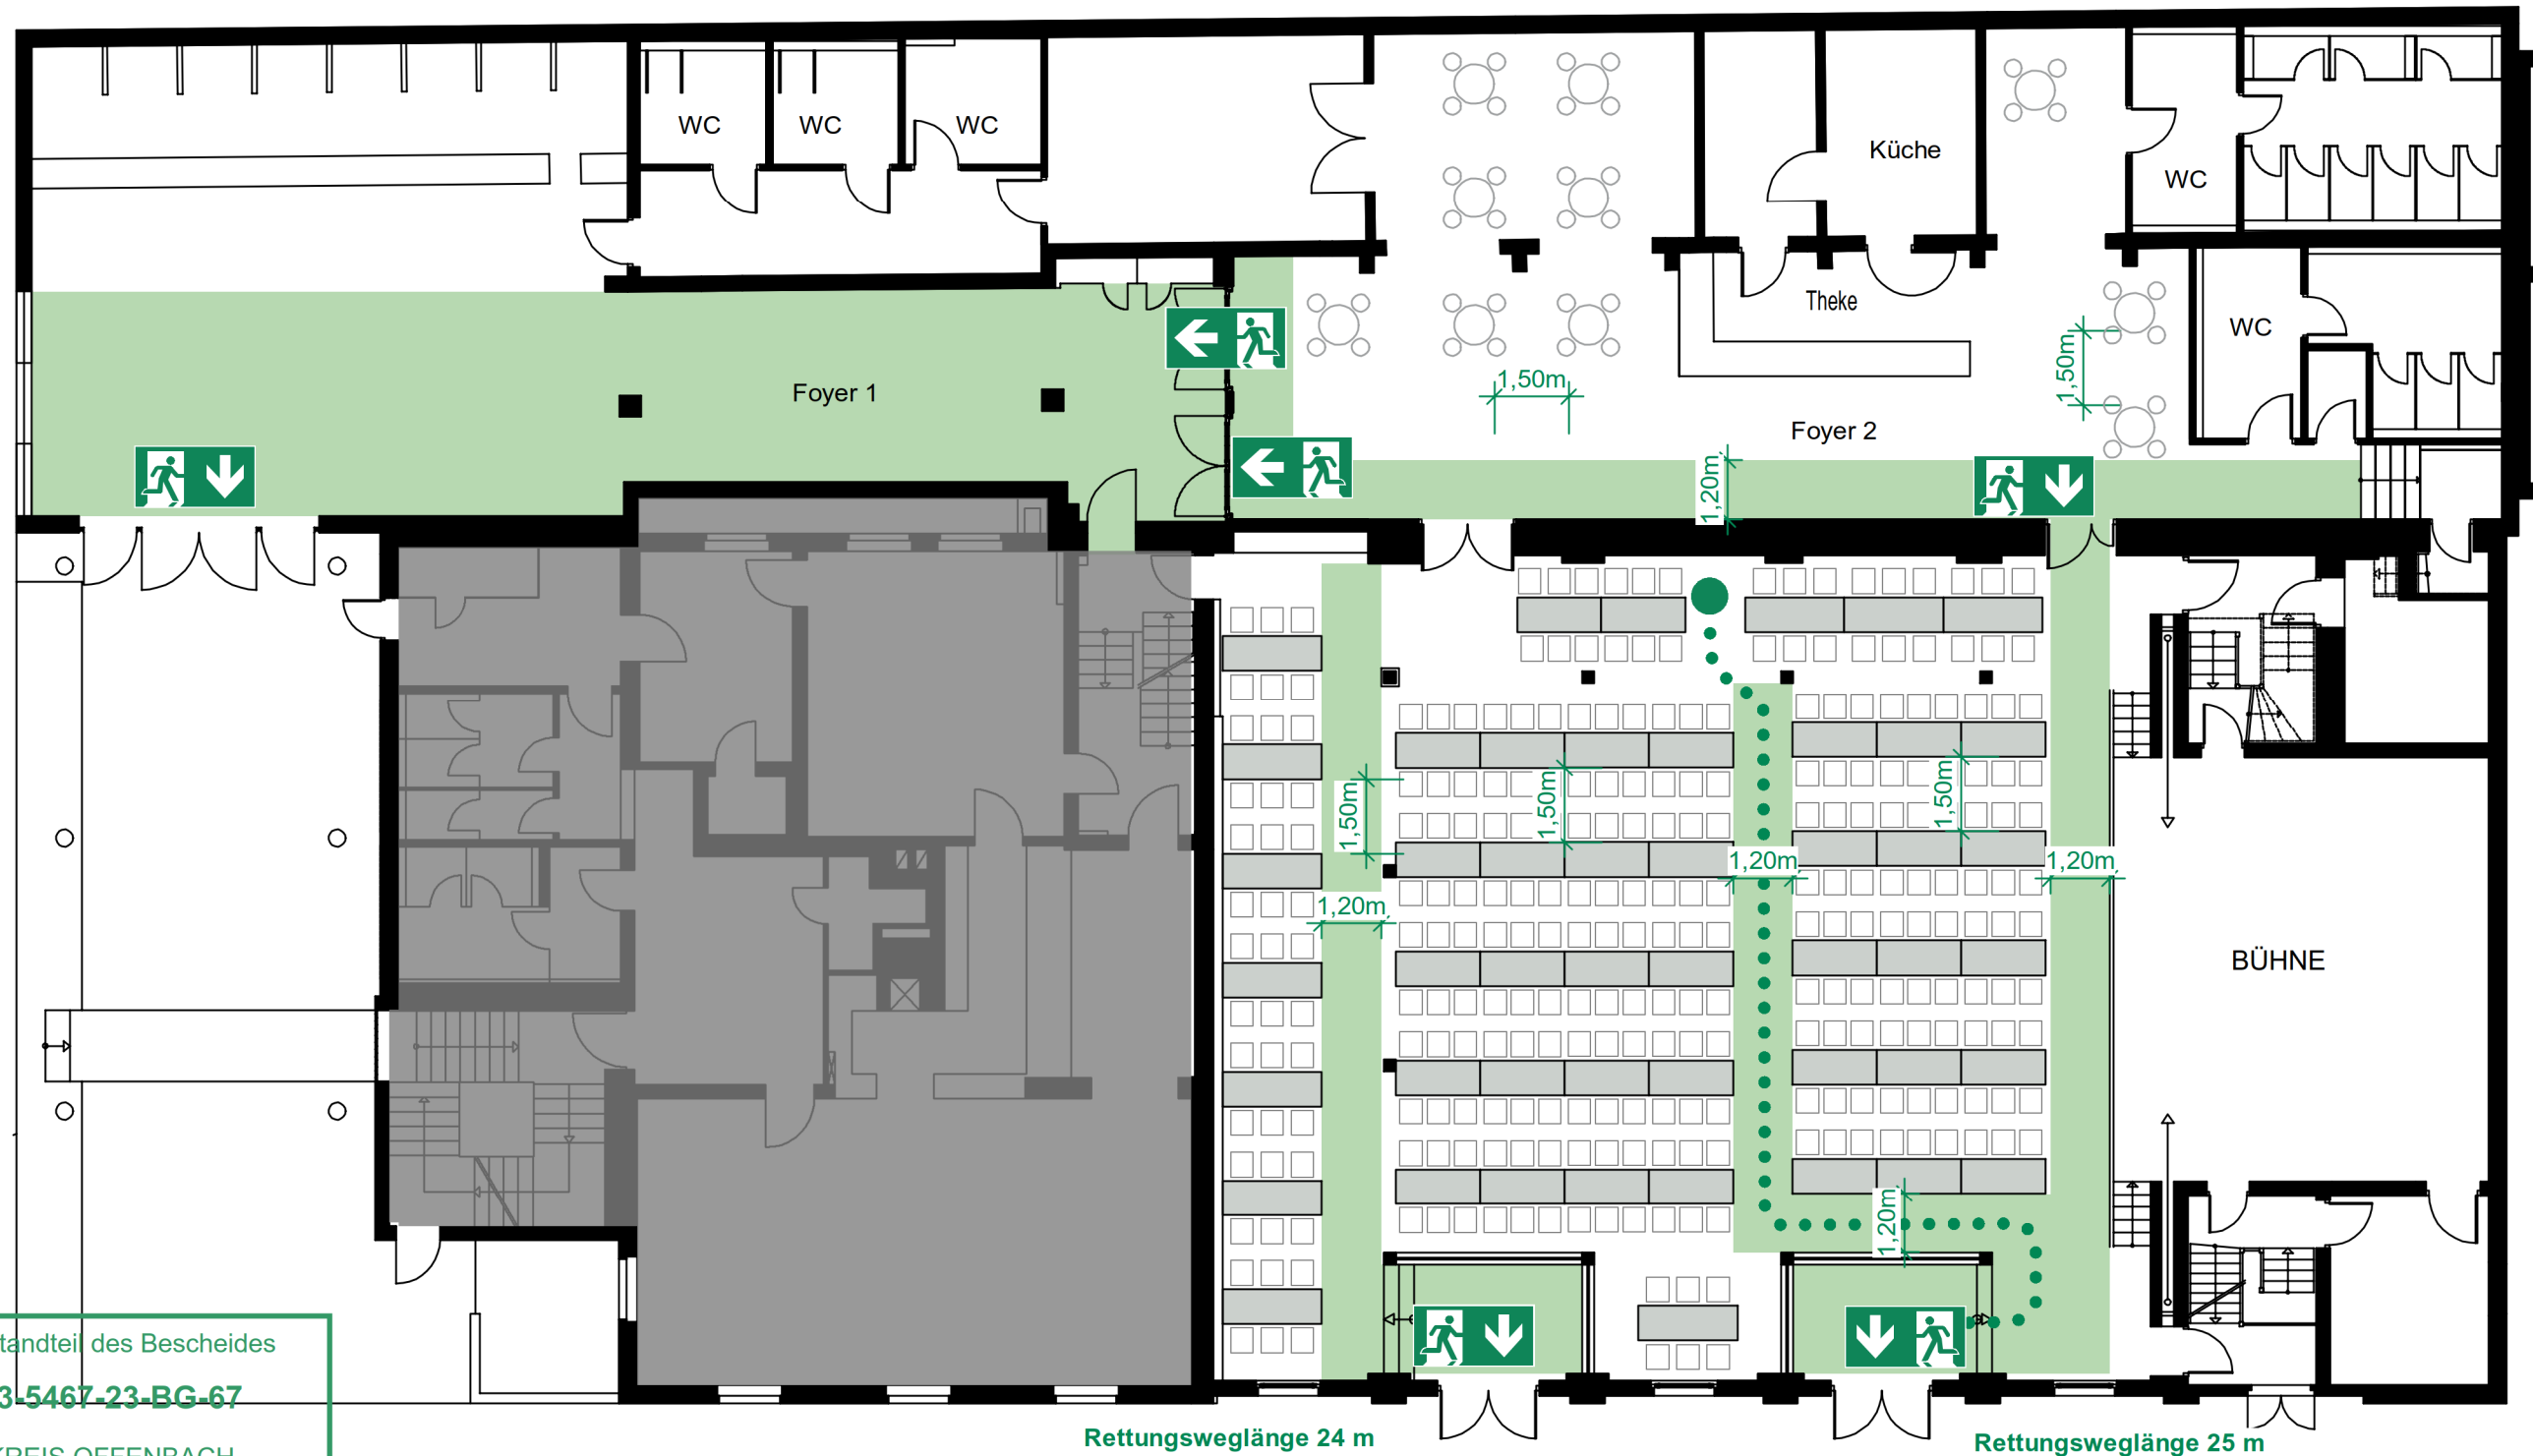 WC
WC
WC
Küche
WC
Theke
WC
Foyer 1
1,50m
1,50m
Foyer 2
1,20m
1,50m
1,50m
1,50m
1,20m
1,20m
1,20m
BÜHNE
1,20m
tandteil des Bescheides
3-5467-23-BG-67
KREIS OFFENBACH
Rettungsweglänge 24 m
Rettungsweglänge 25 m